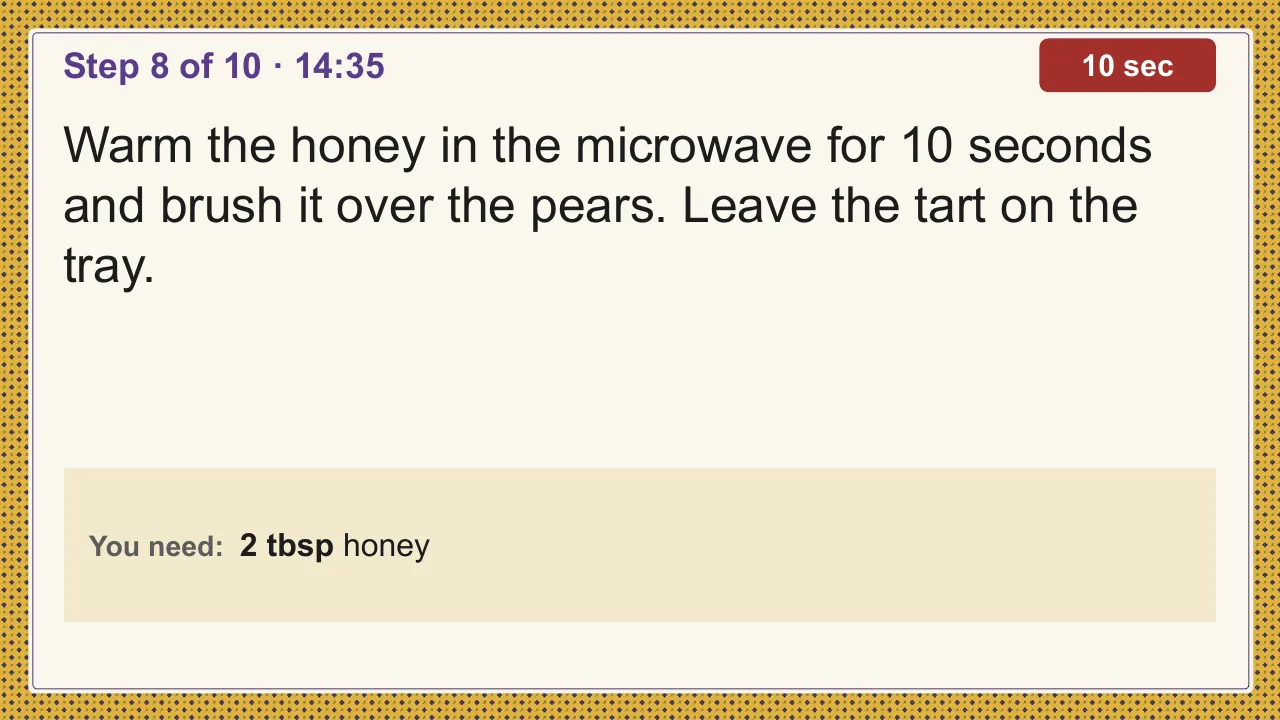 Step 8 of 10 · 14:35
10 sec
Warm the honey in the microwave for 10 seconds
and brush it over the pears. Leave the tart on the
tray.
You need: 2 tbsp honey